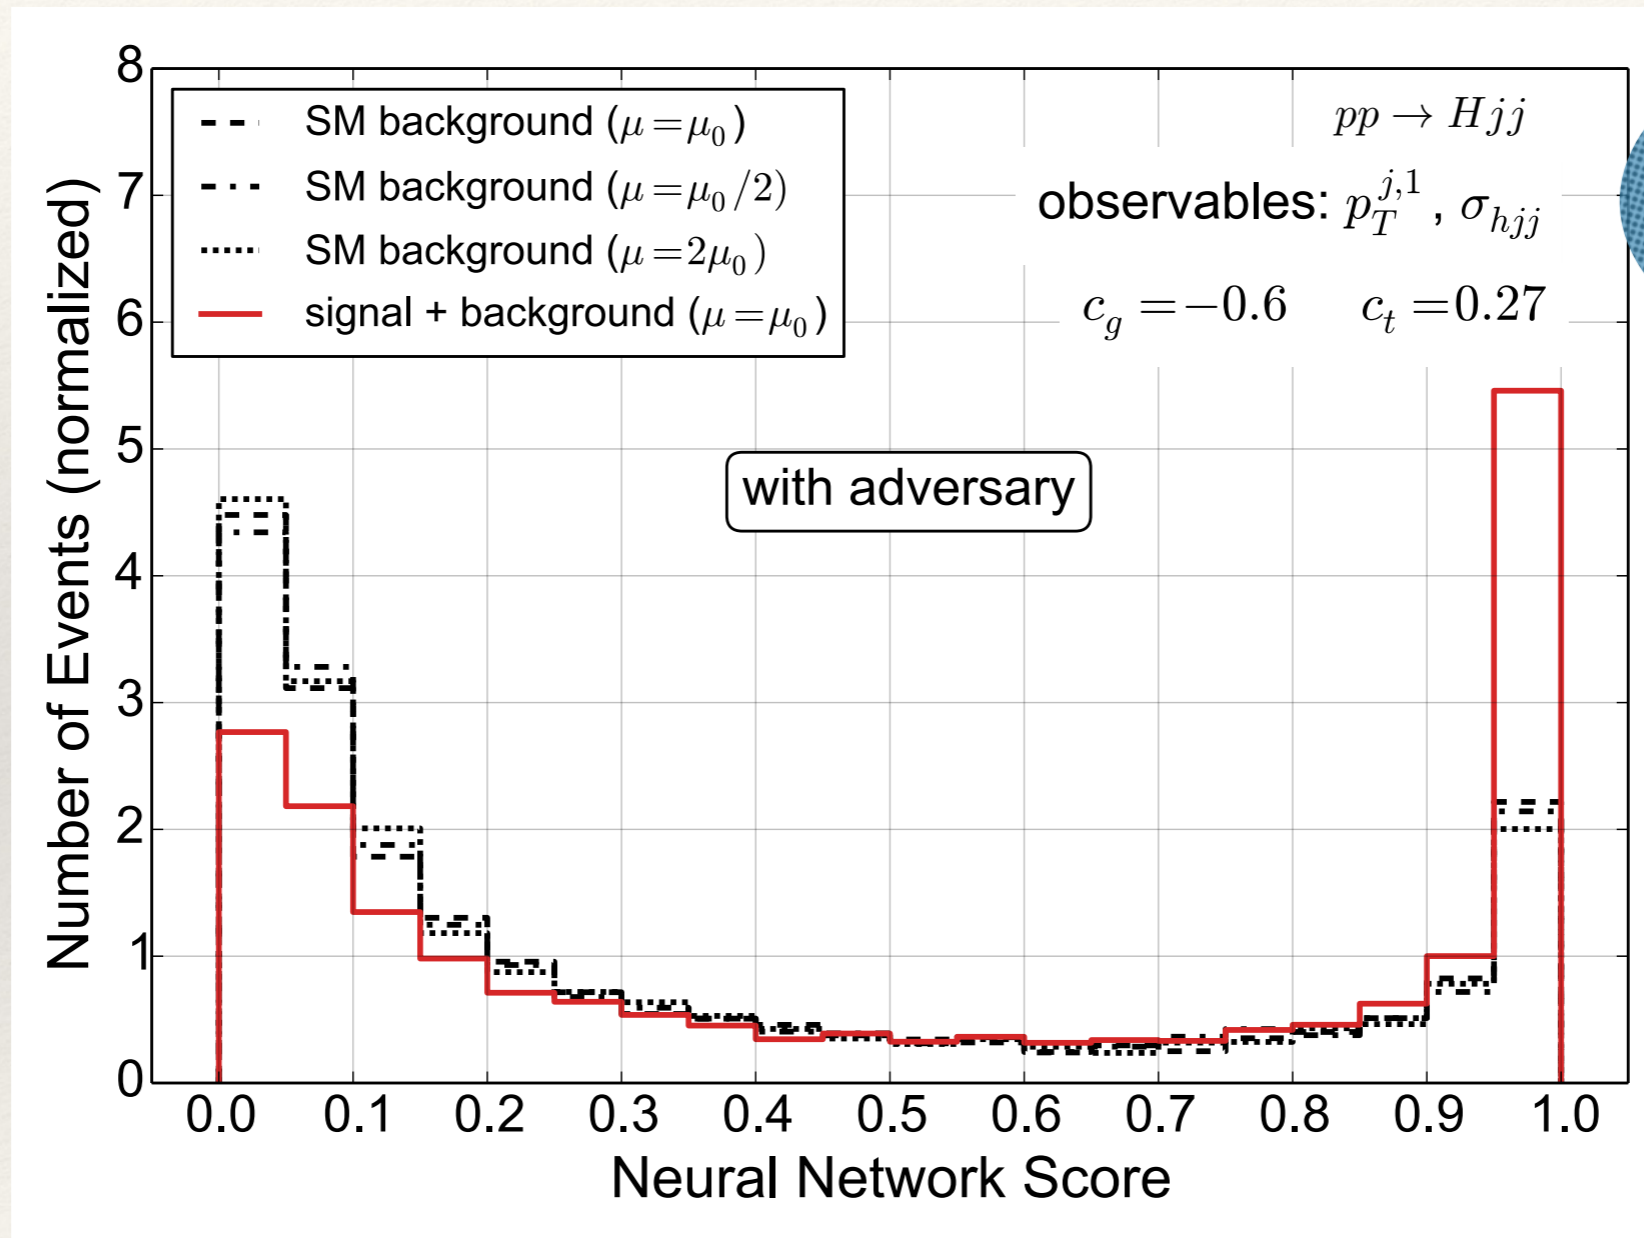 8
7
6
5
4
3
2
1
0
Number of Events (normalized)
SM background (μ = μ₀)
SM background (μ = μ₀/2)
SM background (μ = 2μ₀)
signal + background (μ = μ₀)
pp → Hjj
observables: p_T^{j,1}, σ_{hjj}
c_g = −0.6 c_t = 0.27
with adversary
0.0 0.1 0.2 0.3 0.4 0.5 0.6 0.7 0.8 0.9 1.0
Neural Network Score